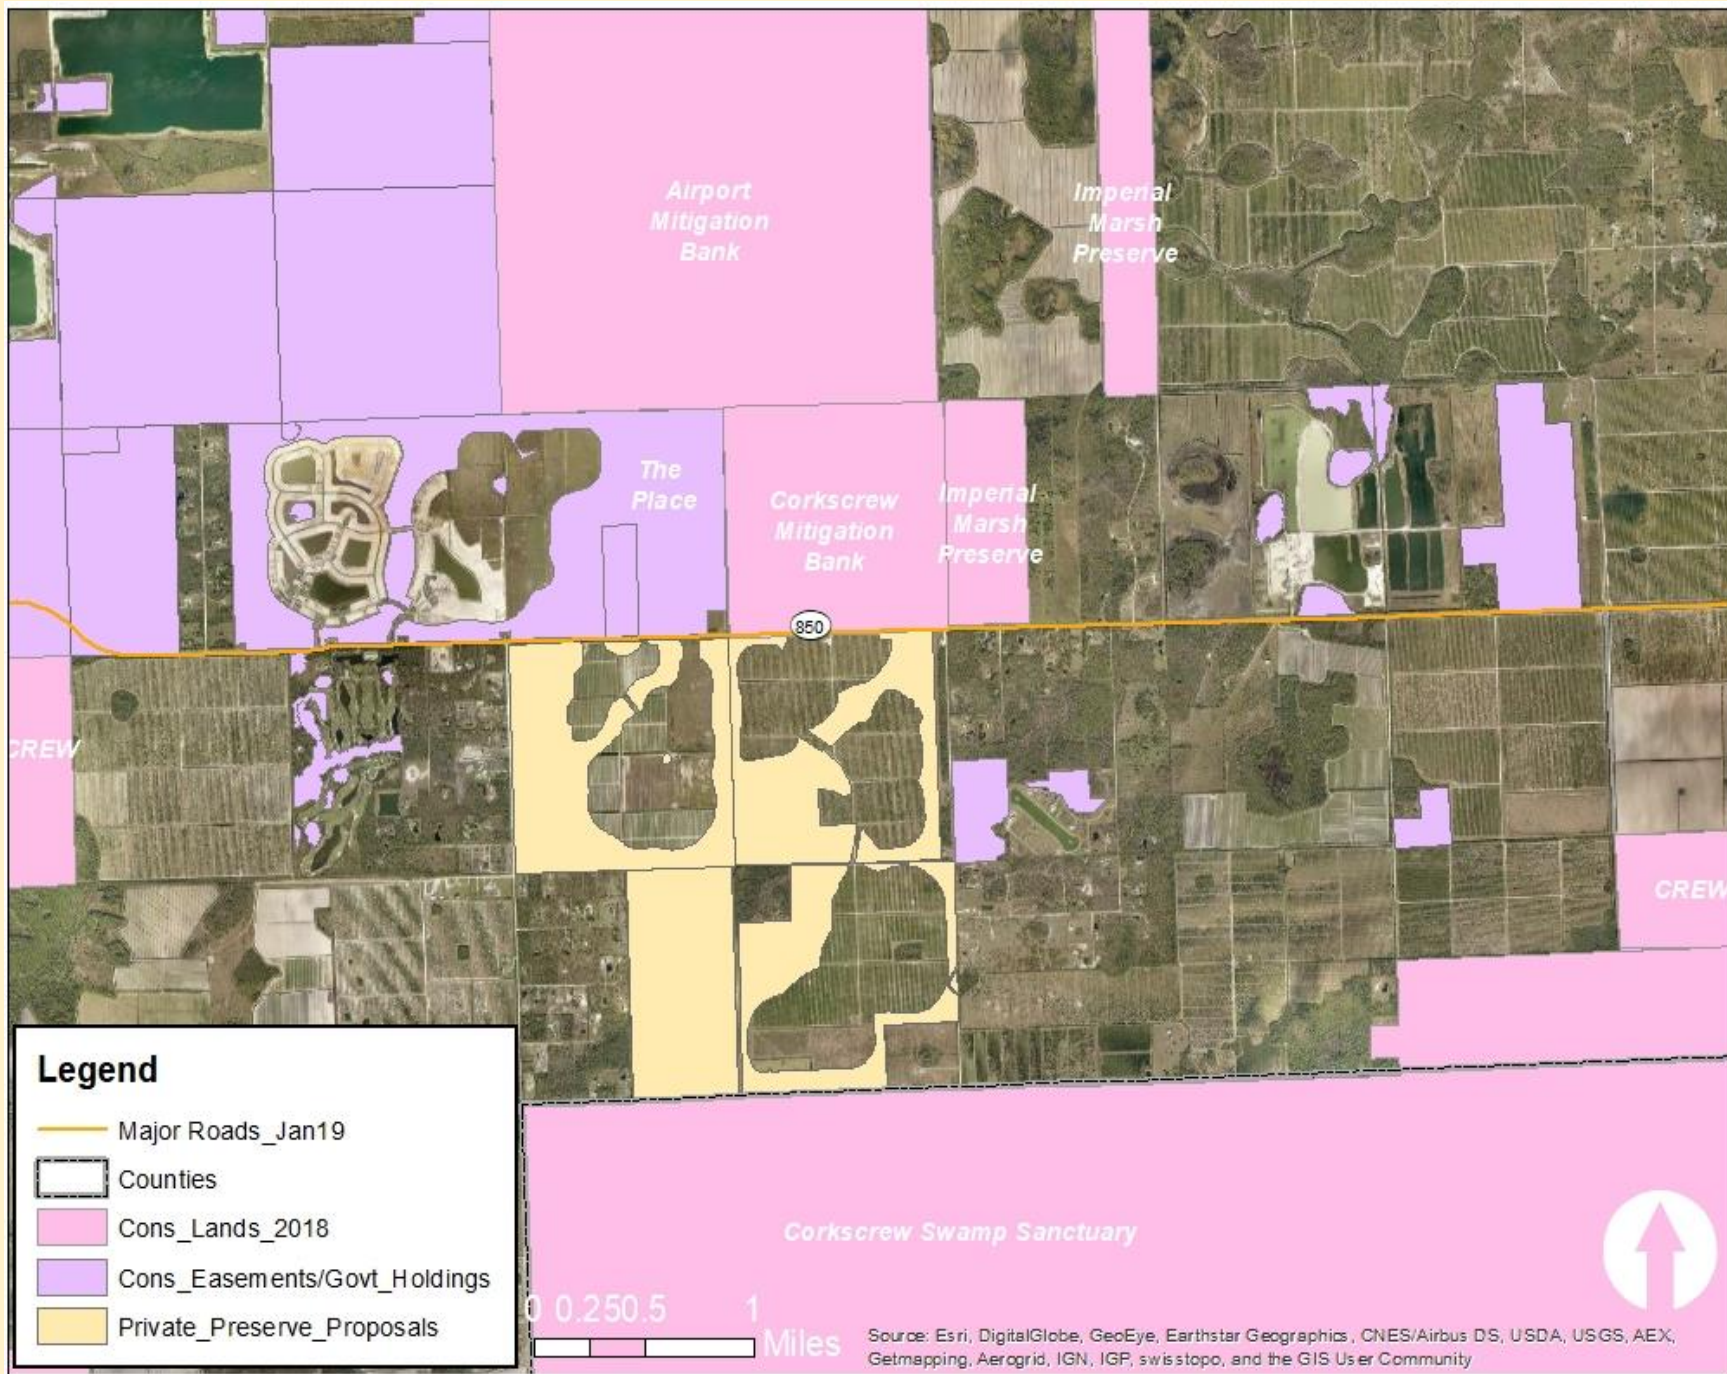 Airport
Mitigation
Bank
Imperial
Marsh
Preserve
The
Place
Corkscrew
Mitigation
Bank
Imperial
Marsh
Preserve
850
CREW
CREW
Legend
Major Roads_Jan19
Counties
Cons_Lands_2018
Cons_Easements/Govt_Holdings
Private_Preserve_Proposals
Corkscrew Swamp Sanctuary
0 0.250.5 1
Miles
Source: Esri, DigitalGlobe, GeoEye, Earthstar Geographics, CNES/Airbus DS, USDA, USGS, AEX,
Getmapping, Aerogrid, IGN, IGP, swisstopo, and the GIS User Community